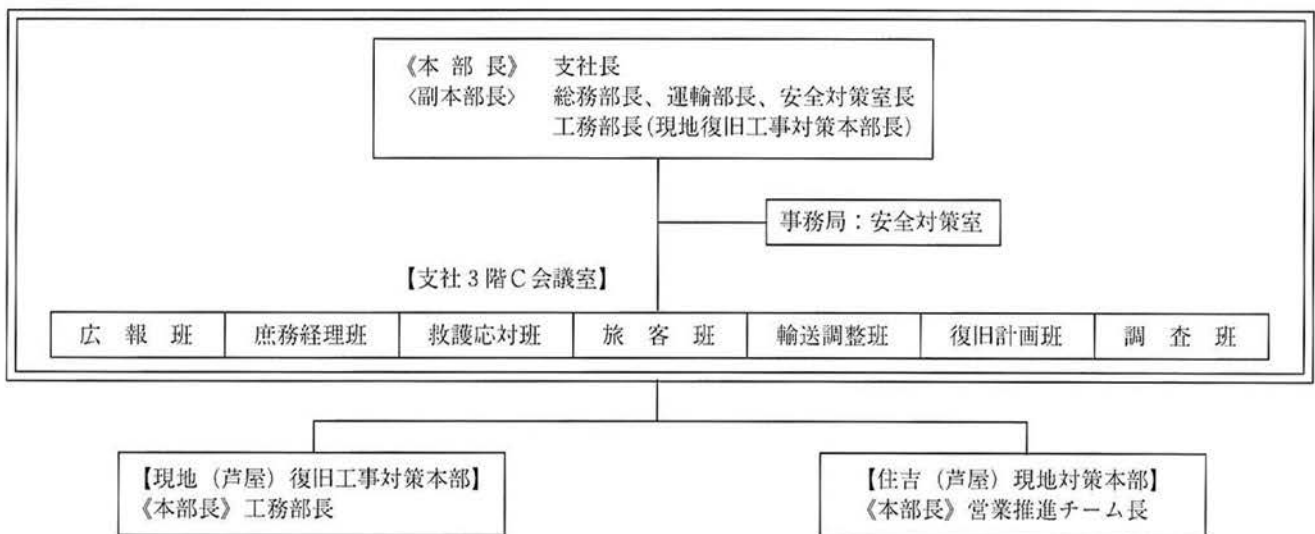 《本部長》 支社長
〈副本部長〉 総務部長、運輸部長、安全対策室長
工務部長(現地復旧工事対策本部長)
事務局：安全対策室
【支社3階C会議室】
広報班 庶務経理班 救護応対班 旅客班 輸送調整班 復旧計画班 調査班
【現地（芦屋）復旧工事対策本部】
《本部長》工務部長
【住吉（芦屋）現地対策本部】
《本部長》営業推進チーム長